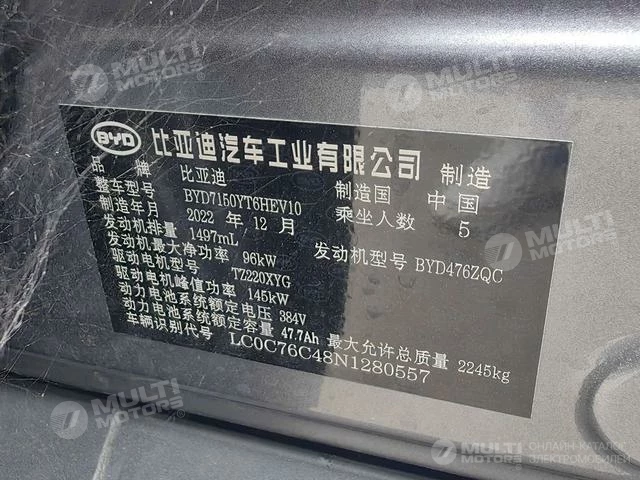 BYD 比亚迪汽车工业有限公司 制造
品牌 比亚迪 制造国 中国
整车型号 BYD7150YT6HEV10 乘坐人数 5
制造年月 2022 年 12 月
发动机排量 1497mL 发动机型号 BYD476ZQC
发动机最大净功率 96kW
驱动电机型号 TZ220XYG
驱动电机峰值功率 145kW
动力电池系统额定电压 384V
动力电池系统额定容量 47.7Ah 最大允许总质量 2245kg
车辆识别代号 LC0C76C48N1280557
MULTI MOTORS
MULTI MOTORS
MULTI MOTORS
MULTI MOTORS
MULTI MOTORS ОНЛАЙН-КАТАЛОГ ЭЛЕКТРОМОБИЛЕЙ